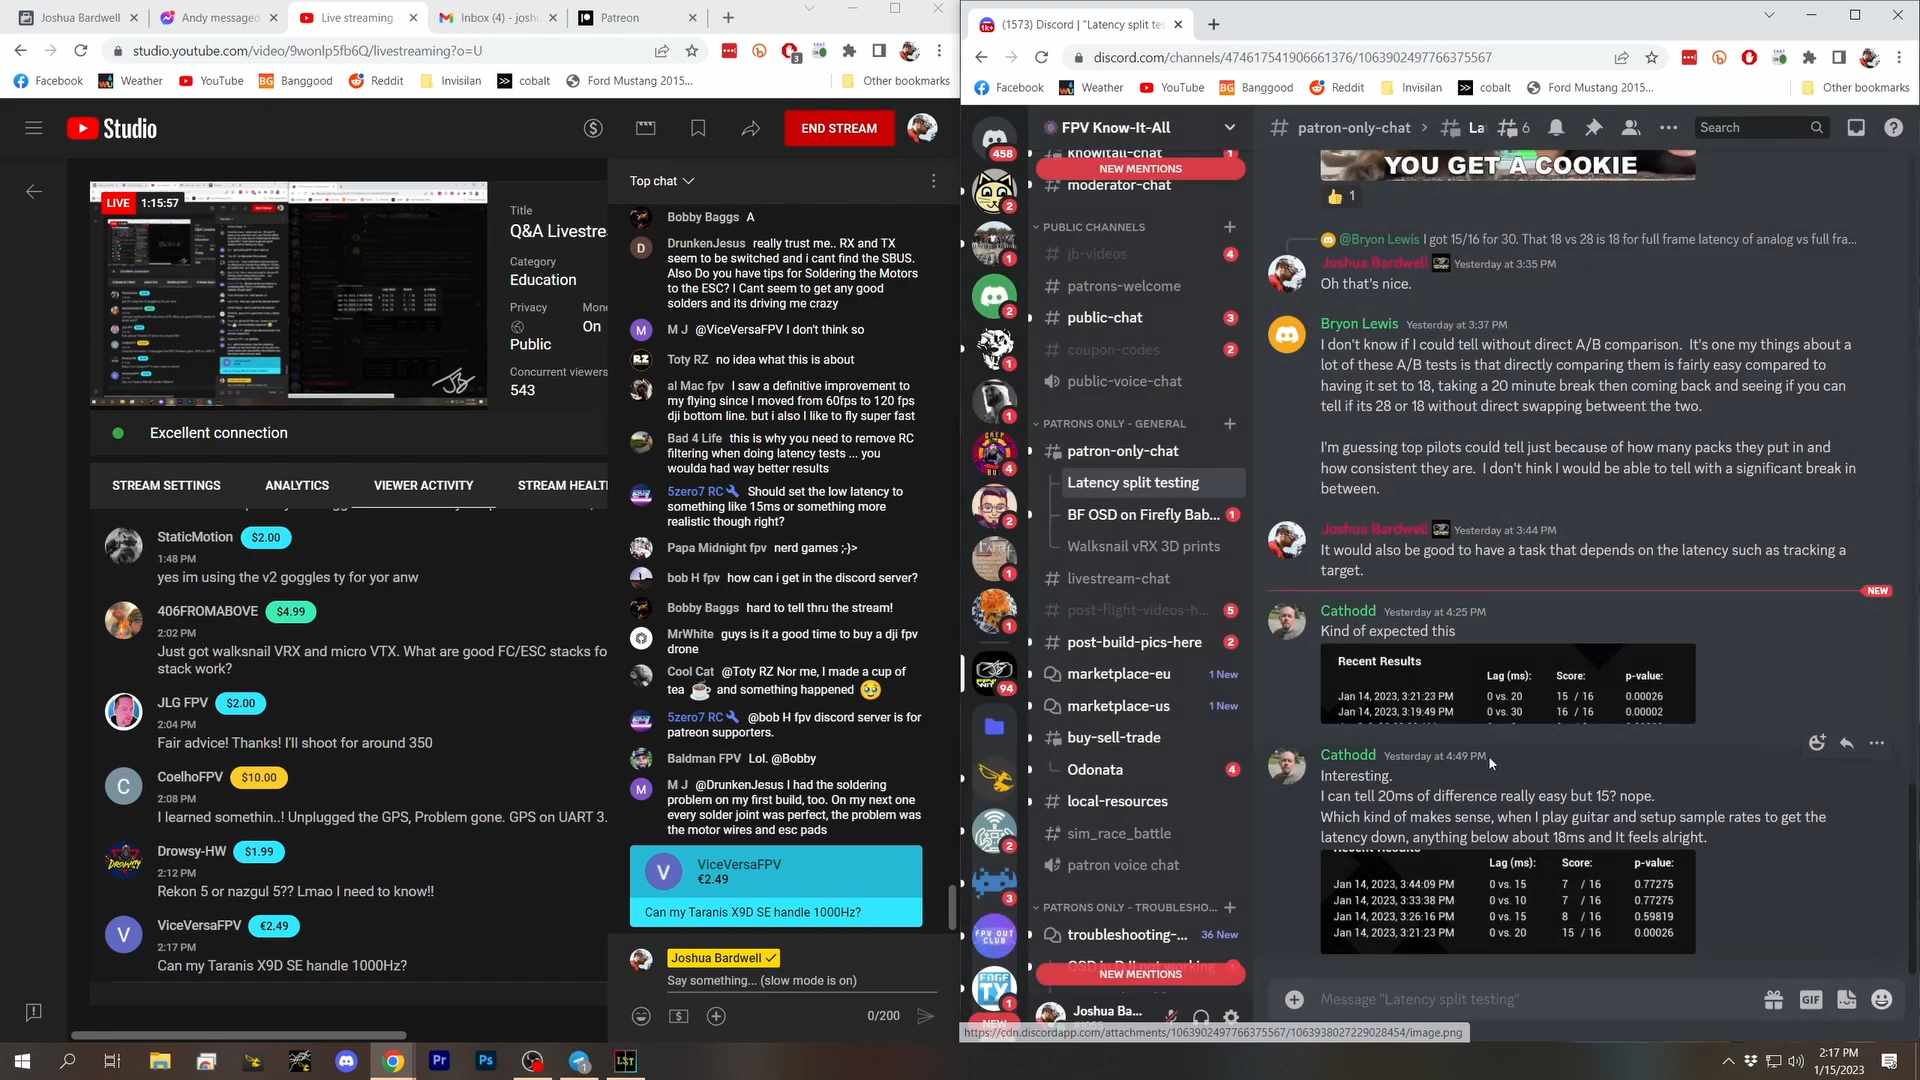 Joshua Bardwell
Andy messaged
Live streaming
Inbox (4) - josh
Patreon
studio.youtube.com/video/9wonlp5fb6Q/livestreaming?o=U
Facebook
Weather
YouTube
Banggood
Reddit
Invisilan
cobalt
Ford Mustang 2015...
Other bookmarks
Studio
END STREAM
LIVE
1:15:57
Title
Q&A Livestre
Category
Education
Privacy
Mone
On
Public
Concurrent viewers
543
Excellent connection
STREAM SETTINGS
ANALYTICS
VIEWER ACTIVITY
STREAM HEALT
StaticMotion $2.00
1:48 PM
yes im using the v2 goggles ty for yor anw
406FROMABOVE $4.99
2:02 PM
Just got walksnail VRX and micro VTX. What are good FC/ESC stacks fo
stack work?
JLG FPV $2.00
2:04 PM
Fair advice! Thanks! I'll shoot for around 350
CoelhoFPV $10.00
2:08 PM
I learned somethin..! Unplugged the GPS, Problem gone. GPS on UART 3.
Drowsy-HW $1.99
2:12 PM
Rekon 5 or nazgul 5?? Lmao I need to know!!
ViceVersaFPV €2.49
2:17 PM
Can my Taranis X9D SE handle 1000Hz?
Top chat
Bobby Baggs A
DrunkenJesus really trust me.. RX and TX
seem to be switched and i cant find the SBUS.
Also Do you have tips for Soldering the Motors
to the ESC? I Cant seem to get any good
solders and its driving me crazy
M J @ViceVersaFPV I don't think so
Toty RZ no idea what this is about
al Mac fpv I saw a definitive improvement to
my flying since I moved from 60fps to 120 fps
dji bottom line. but i also I like to fly super fast
Bad 4 Life this is why you need to remove RC
filtering when doing latency tests ... you
woulda had way better results
5zero7 RC Should set the low latency to
something like 15ms or something more
realistic though right?
Papa Midnight fpv nerd games ;-}>
bob H fpv how can i get in the discord server?
Bobby Baggs hard to tell thru the stream!
MrWhite guys is it a good time to buy a dji fpv
drone
Cool Cat @Toty RZ Nor me, I made a cup of
tea ☕ and something happened 🥹
5zero7 RC @bob H fpv discord server is for
patreon supporters.
Baldman FPV Lol. @Bobby
M J @DrunkenJesus I had the soldering
problem on my first build, too. On my next one
every solder joint was perfect, the problem was
the motor wires and esc pads
ViceVersaFPV
€2.49
Can my Taranis X9D SE handle 1000Hz?
Joshua Bardwell
Say something... (slow mode is on)
0/200
(1573) Discord | "Latency split tes
discord.com/channels/474617541906661376/1063902497766375567
Facebook
Weather
YouTube
Banggood
Reddit
Invisilan
cobalt
Ford Mustang 2015...
Other bookmarks
458
FPV Know-It-All
knowitall-chat 1
NEW MENTIONS
moderator-chat
PUBLIC CHANNELS
jb-videos 4
patrons-welcome
public-chat 3
coupon-codes 2
public-voice-chat
PATRONS ONLY - GENERAL
patron-only-chat
Latency split testing
BF OSD on Firefly Bab... 1
Walksnail vRX 3D prints
livestream-chat
post-flight-videos-h... 5
post-build-pics-here 2
marketplace-eu 1 New
marketplace-us 1 New
buy-sell-trade
Odonata 4
local-resources
sim_race_battle
patron voice chat
PATRONS ONLY - TROUBLESHO...
troubleshooting-... 36 New
NEW MENTIONS
94
FPV OUT
CLUB
NEW
Joshua Ba...
patron-only-chat
La
6
Search
YOU GET A COOKIE
1
@Bryon Lewis I got 15/16 for 30. That 18 vs 28 is 18 for full frame latency of analog vs full fra...
Joshua Bardwell Yesterday at 3:35 PM
Oh that's nice.
Bryon Lewis Yesterday at 3:37 PM
I don't know if I could tell without direct A/B comparison. It's one my things about a
lot of these A/B tests is that directly comparing them is fairly easy compared to
having it set to 18, taking a 20 minute break then coming back and seeing if you can
tell if its 28 or 18 without direct swapping betweent the two.
I'm guessing top pilots could tell just because of how many packs they put in and
how consistent they are. I don't hink I would be able to tell with a significant break in
between.
Joshua Bardwell Yesterday at 3:44 PM
It would also be good to have a task that depends on the latency such as tracking a
target.
NEW
Cathodd Yesterday at 4:25 PM
Kind of expected this
Recent Results
Lag (ms): Score: p-value:
Jan 14, 2023, 3:21:23 PM 0 vs. 20 15 / 16 0.00026
Jan 14, 2023, 3:19:49 PM 0 vs. 30 16 / 16 0.00002
Cathodd Yesterday at 4:49 PM
Interesting.
I can tell 20ms of difference really easy but 15? nope.
Which kind of makes sense, when I play guitar and setup sample rates to get the
latency down, anything below about 18ms and It feels alright.
Lag (ms): Score: p-value:
Jan 14, 2023, 3:44:09 PM 0 vs. 15 7 / 16 0.77275
Jan 14, 2023, 3:33:38 PM 0 vs. 10 7 / 16 0.77275
Jan 14, 2023, 3:26:16 PM 0 vs. 15 8 / 16 0.59819
Jan 14, 2023, 3:21:23 PM 0 vs. 20 15 / 16 0.00026
Message "Latency split testing"
GIF
https://cdn.discordapp.com/attachments/1063902497766375567/1063938027229028454/image.png
2:17 PM
1/15/2023